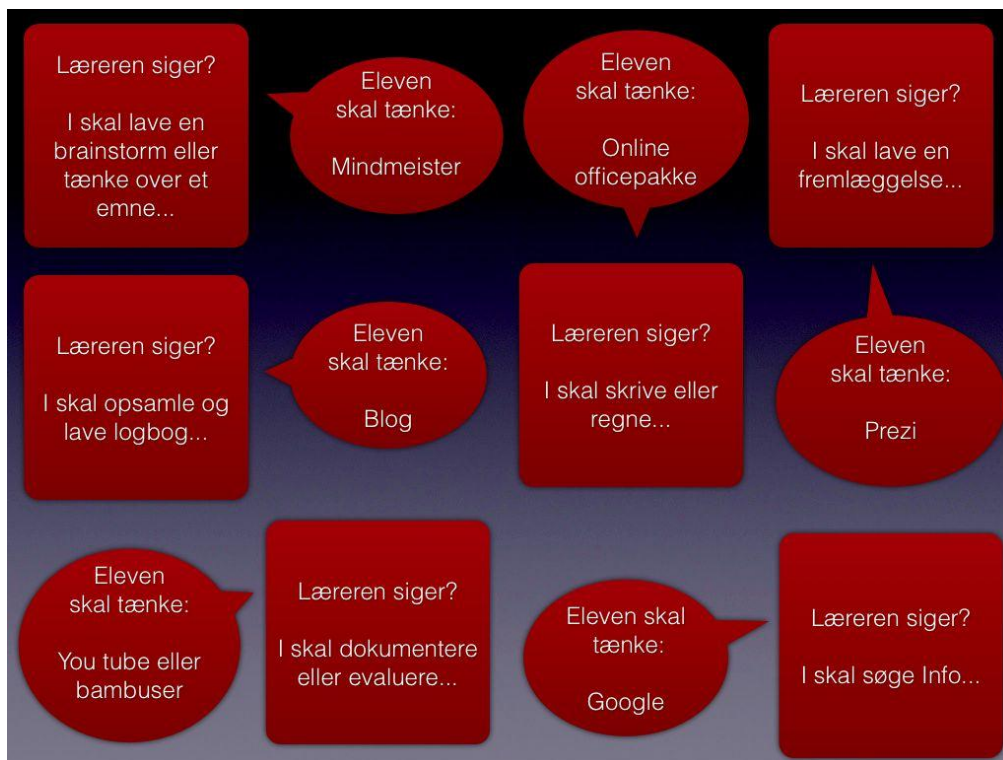 Læreren siger?
I skal lave en
brainstorm eller
tænke over et
emne...
Eleven
skal tænke:
Mindmeister
Eleven
skal tænke:
Online
officepakke
Læreren siger?
I skal lave en
fremlæggelse...
Læreren siger?
I skal opsamle og
lave logbog...
Eleven
skal tænke:
Blog
Læreren siger?
I skal skrive eller
regne...
Eleven
skal tænke:
Prezi
Eleven
skal tænke:
You tube eller
bambuser
Læreren siger?
I skal dokumentere
eller evaluere...
Eleven skal
tænke:
Google
Læreren siger?
I skal søge Info...